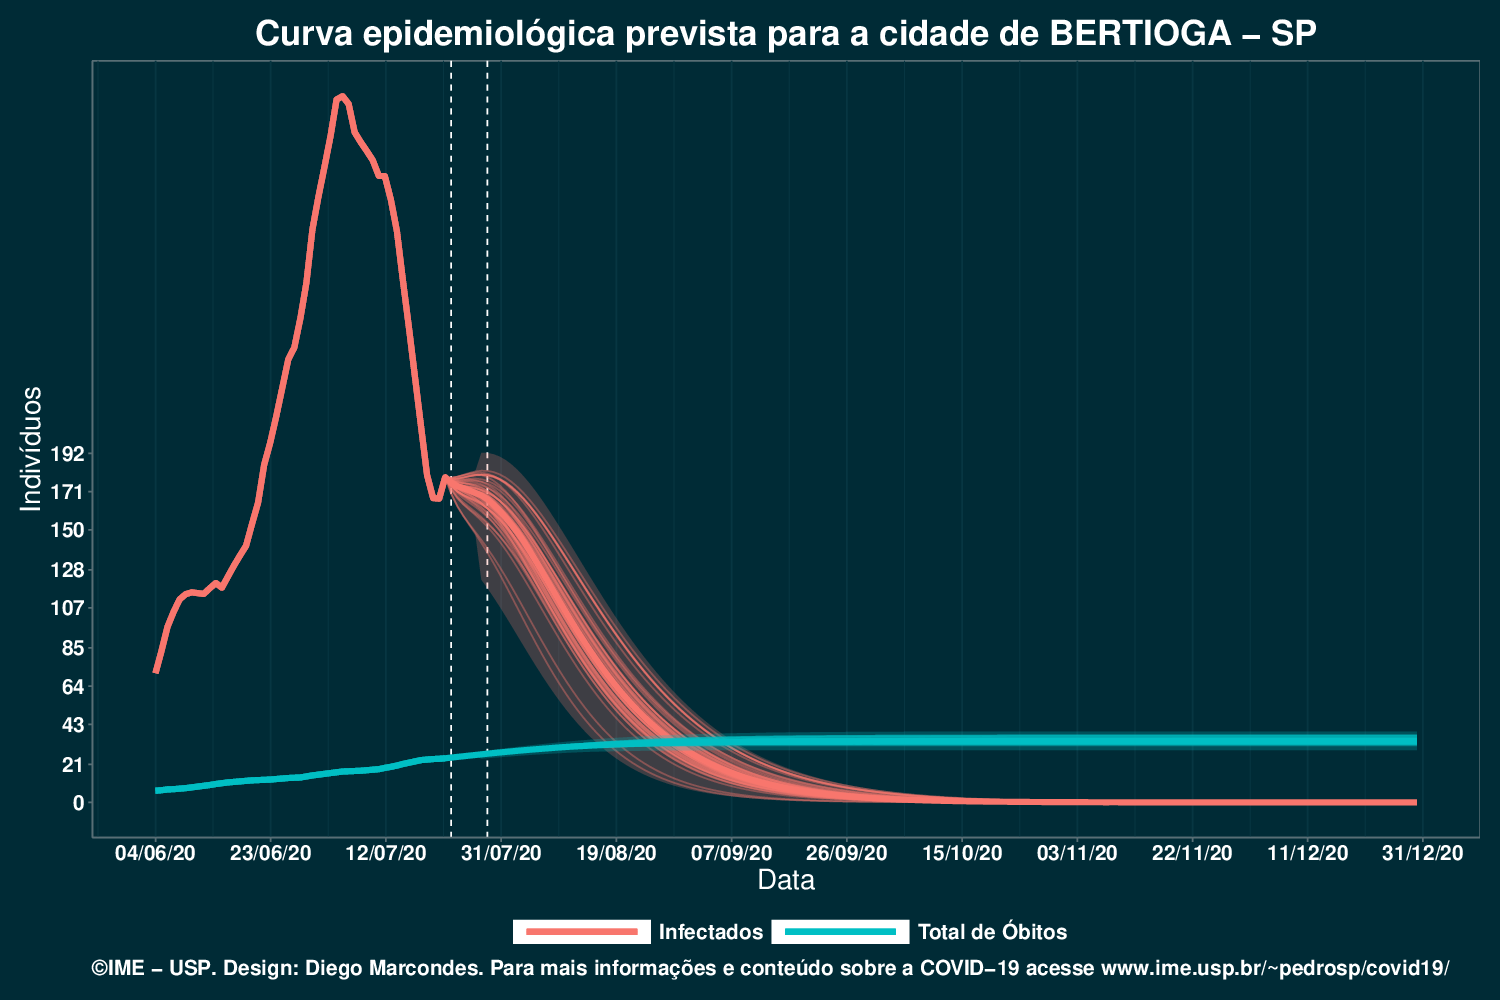 Curva epidemiológica prevista para a cidade de BERTIOGA – SP
Indivíduos
192
171
150
128
107
85
64
43
21
0
04/06/20 23/06/20 12/07/20 31/07/20 19/08/20 07/09/20 26/09/20 15/10/20 03/11/20 22/11/20 11/12/20 31/12/20
Data
Infectados Total de Óbitos
©IME – USP. Design: Diego Marcondes. Para mais informações e conteúdo sobre a COVID–19 acesse www.ime.usp.br/~pedrosp/covid19/